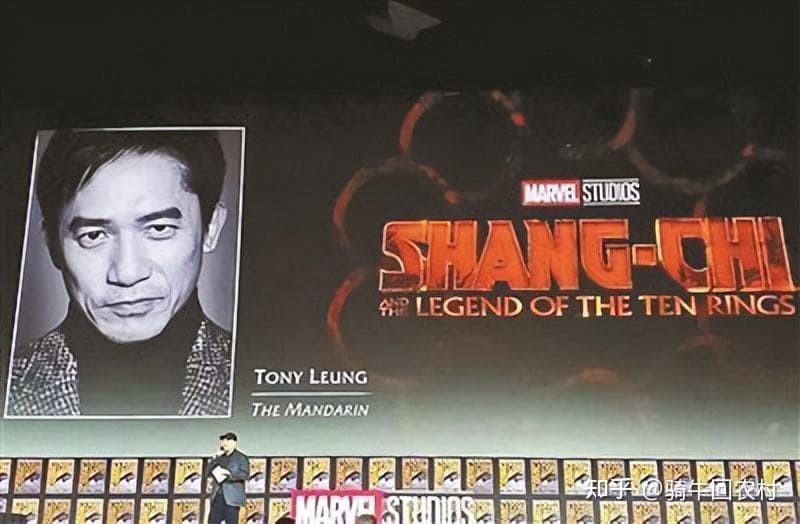 MARVEL STUDIOS
SHANG-CHI
AND THE LEGEND OF THE TEN RINGS
TONY LEUNG
THE MANDARIN
MARVEL STUDIOS
知乎 @骑牛回农村